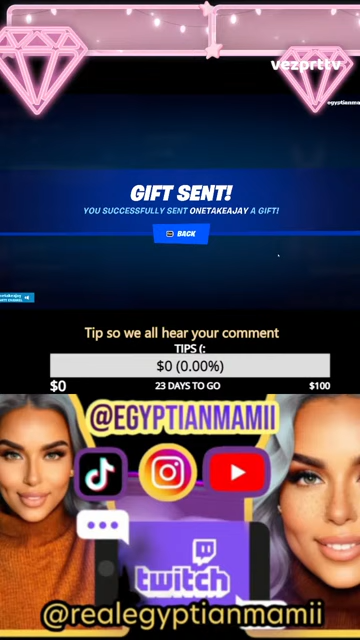 vezprttv
egyptianma
GIFT SENT!
YOU SUCCESSFULLY SENT ONETAKEAJAY A GIFT!
BACK
Tip so we all hear your comment
TIPS (:
$0 (0.00%)
$0 23 DAYS TO GO $100
@EGYPTIANMAMII
twitch
@realegyptianmamii